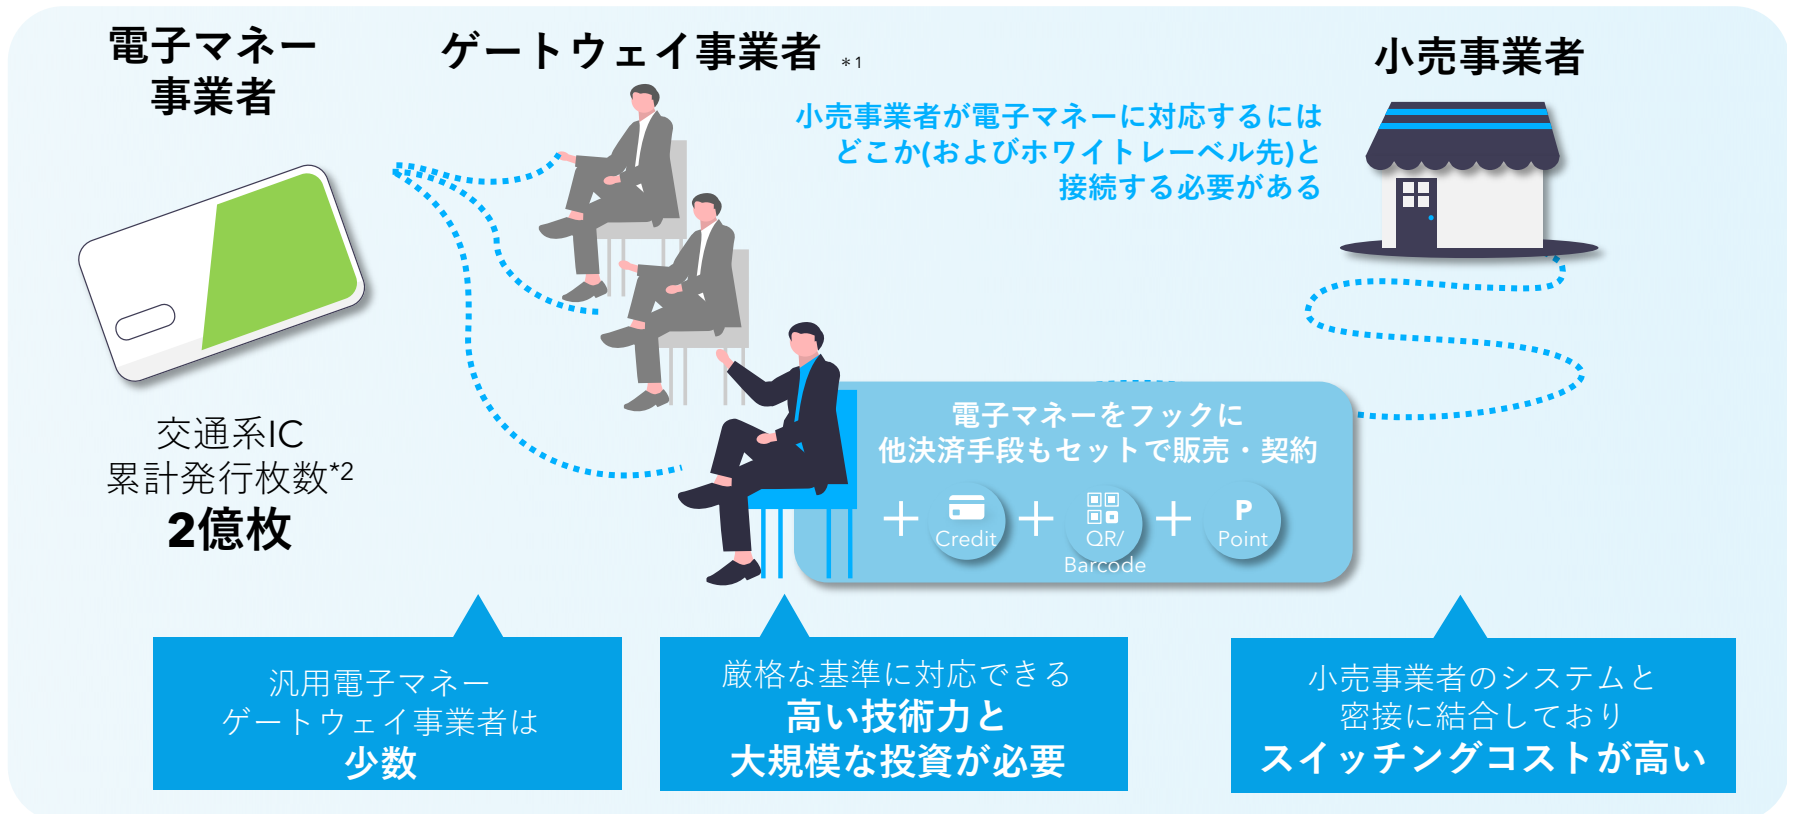 電子マネー
事業者
ゲートウェイ事業者 *1
小売事業者
小売事業者が電子マネーに対応するには
どこか(およびホワイトレーベル先)と
接続する必要がある
交通系IC
累計発行枚数*2
2億枚
電子マネーをフックに
他決済手段もセットで販売・契約
+ Credit + QR/ + P
Barcode Point
汎用電子マネー
ゲートウェイ事業者は
少数
厳格な基準に対応できる
高い技術力と
大規模な投資が必要
小売事業者のシステムと
密接に結合しており
スイッチングコストが高い